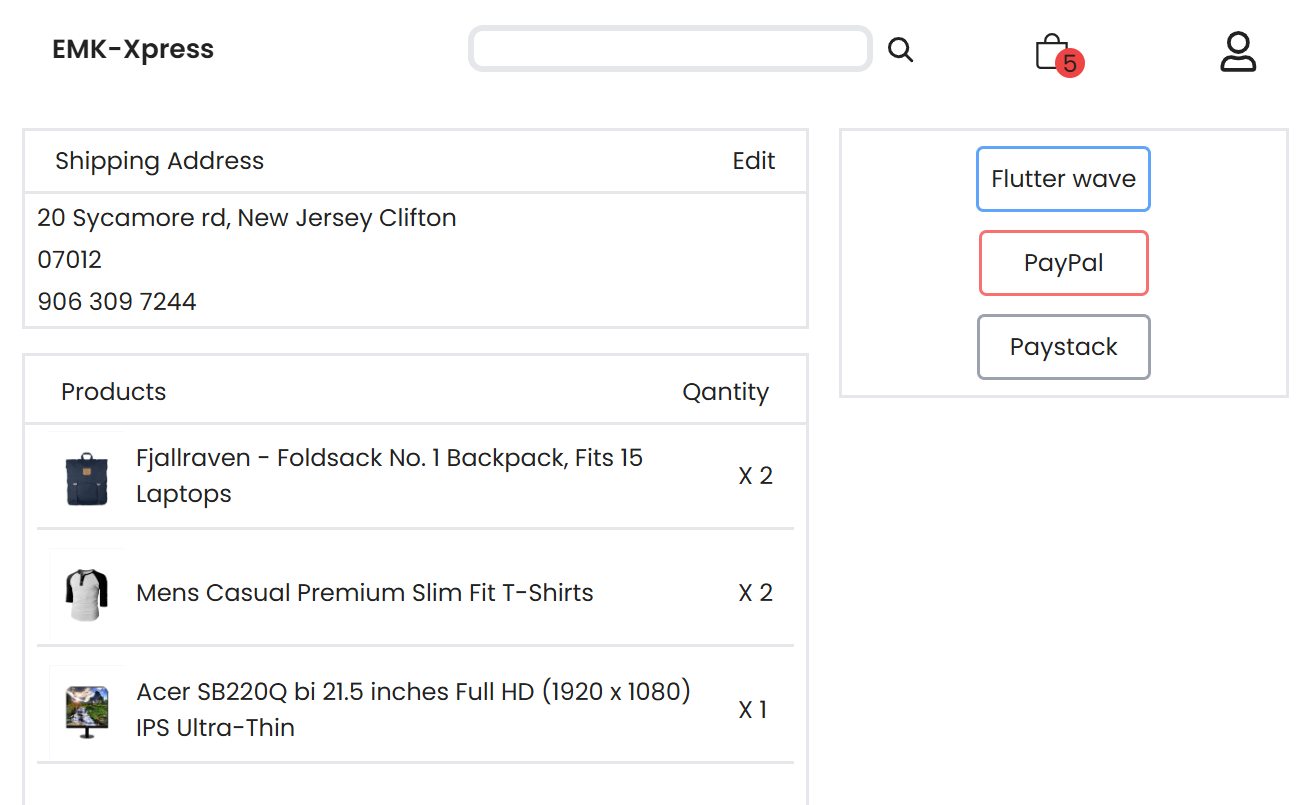 EMK-Xpress
5
Shipping Address Edit
20 Sycamore rd, New Jersey Clifton
07012
906 309 7244
Flutter wave
PayPal
Paystack
Products Qantity
Fjallraven - Foldsack No. 1 Backpack, Fits 15
Laptops
X 2
Mens Casual Premium Slim Fit T-Shirts
X 2
Acer SB220Q bi 21.5 inches Full HD (1920 x 1080)
IPS Ultra-Thin
X 1